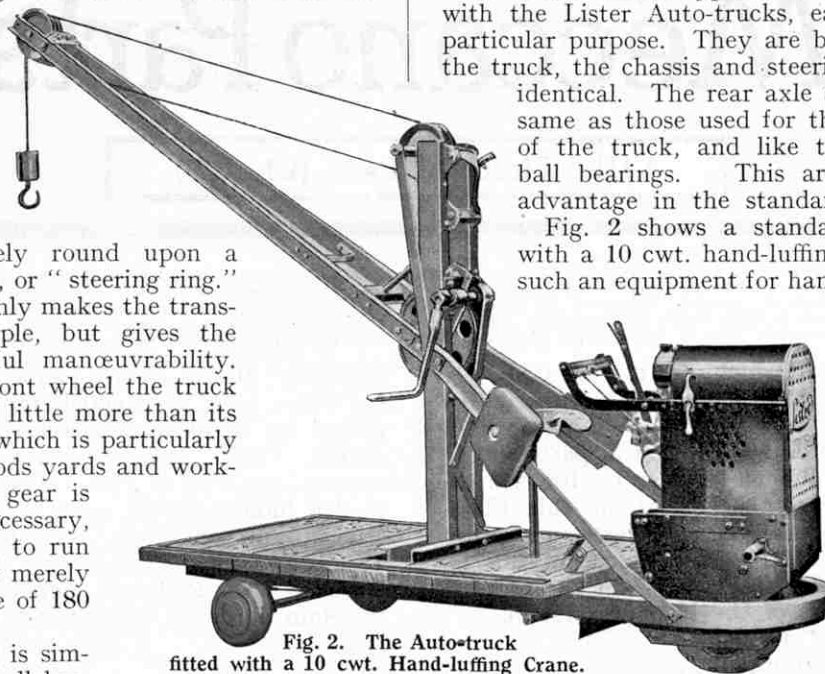 ely round upon a
, or “ steering ring.”
nly makes the trans-
ple, but gives the
ul manœuvrability.
ont wheel the truck
little more than its
which is particularly
ods yards and work-
gear is
cessary,
to run
merely
e of 180
is sim-
with the Lister Auto-trucks, ea
particular purpose. They are b
the truck, the chassis and steeri
identical. The rear axle
same as those used for th
of the truck, and like t
ball bearings. This ar
advantage in the standa
Fig. 2 shows a standa
with a 10 cwt. hand-luffin
such an equipment for han
Lister
Fig. 2. The Auto-truck
fitted with a 10 cwt. Hand-luffing Crane.